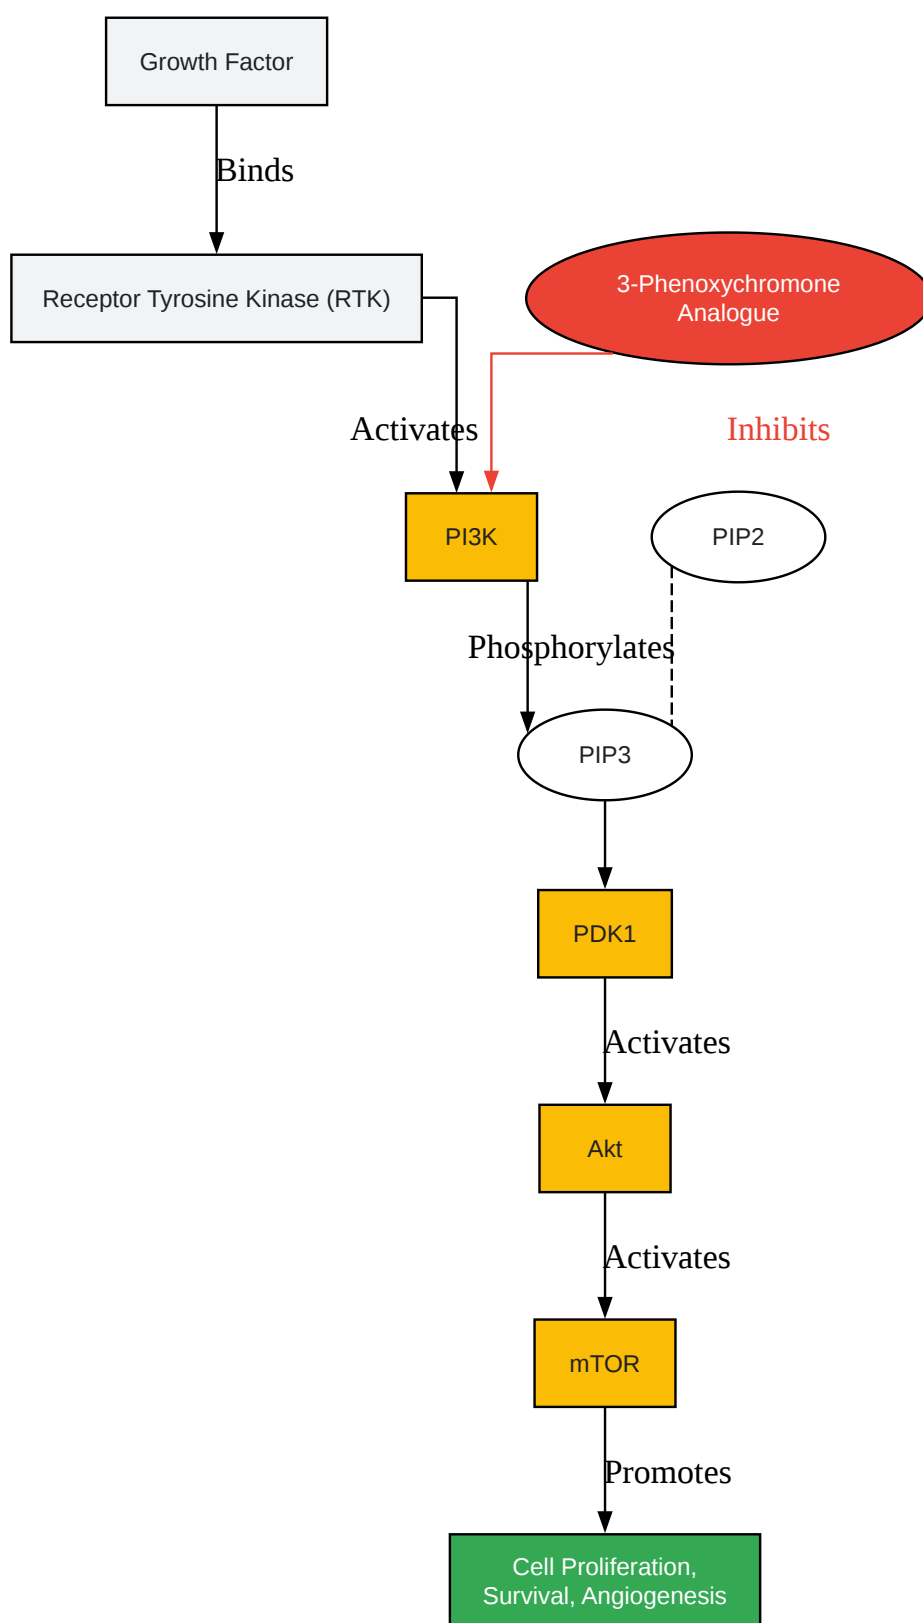 Growth Factor
Binds
Receptor Tyrosine Kinase (RTK)
3-Phenoxychromone
Analogue
Activates
Inhibits
PI3K
PIP2
Phosphorylates
PIP3
PDK1
Activates
Akt
Activates
mTOR
Promotes
Cell Proliferation,
Survival, Angiogenesis